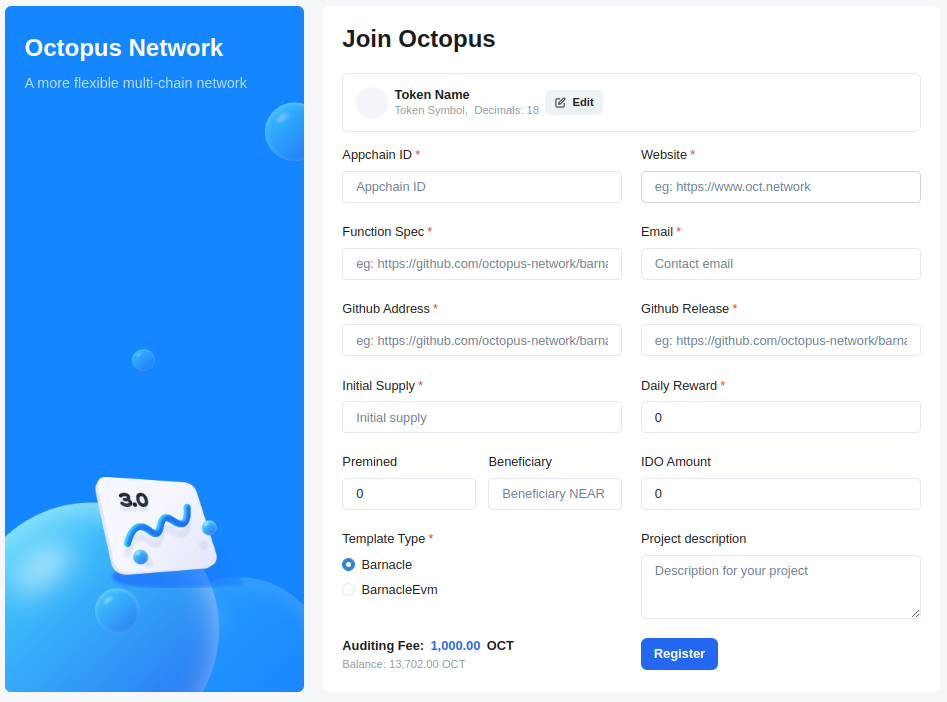 Octopus Network
A more flexible multi-chain network
3.0
Join Octopus
Token Name
Token Symbol, Decimals: 18
Edit
Appchain ID *
Appchain ID
Website *
eg: https://www.oct.network
Function Spec *
eg: https://github.com/octopus-network/barna
Email *
Contact email
Github Address *
eg: https://github.com/octopus-network/barna
Github Release *
eg: https://github.com/octopus-network/barna
Initial Supply *
Initial supply
Daily Reward *
0
Premined
0
Beneficiary
Beneficiary NEAR
IDO Amount
0
Template Type *
Barnacle
BarnacleEvm
Project description
Description for your project
Auditing Fee: 1,000.00 OCT
Balance: 13,702.00 OCT
Register